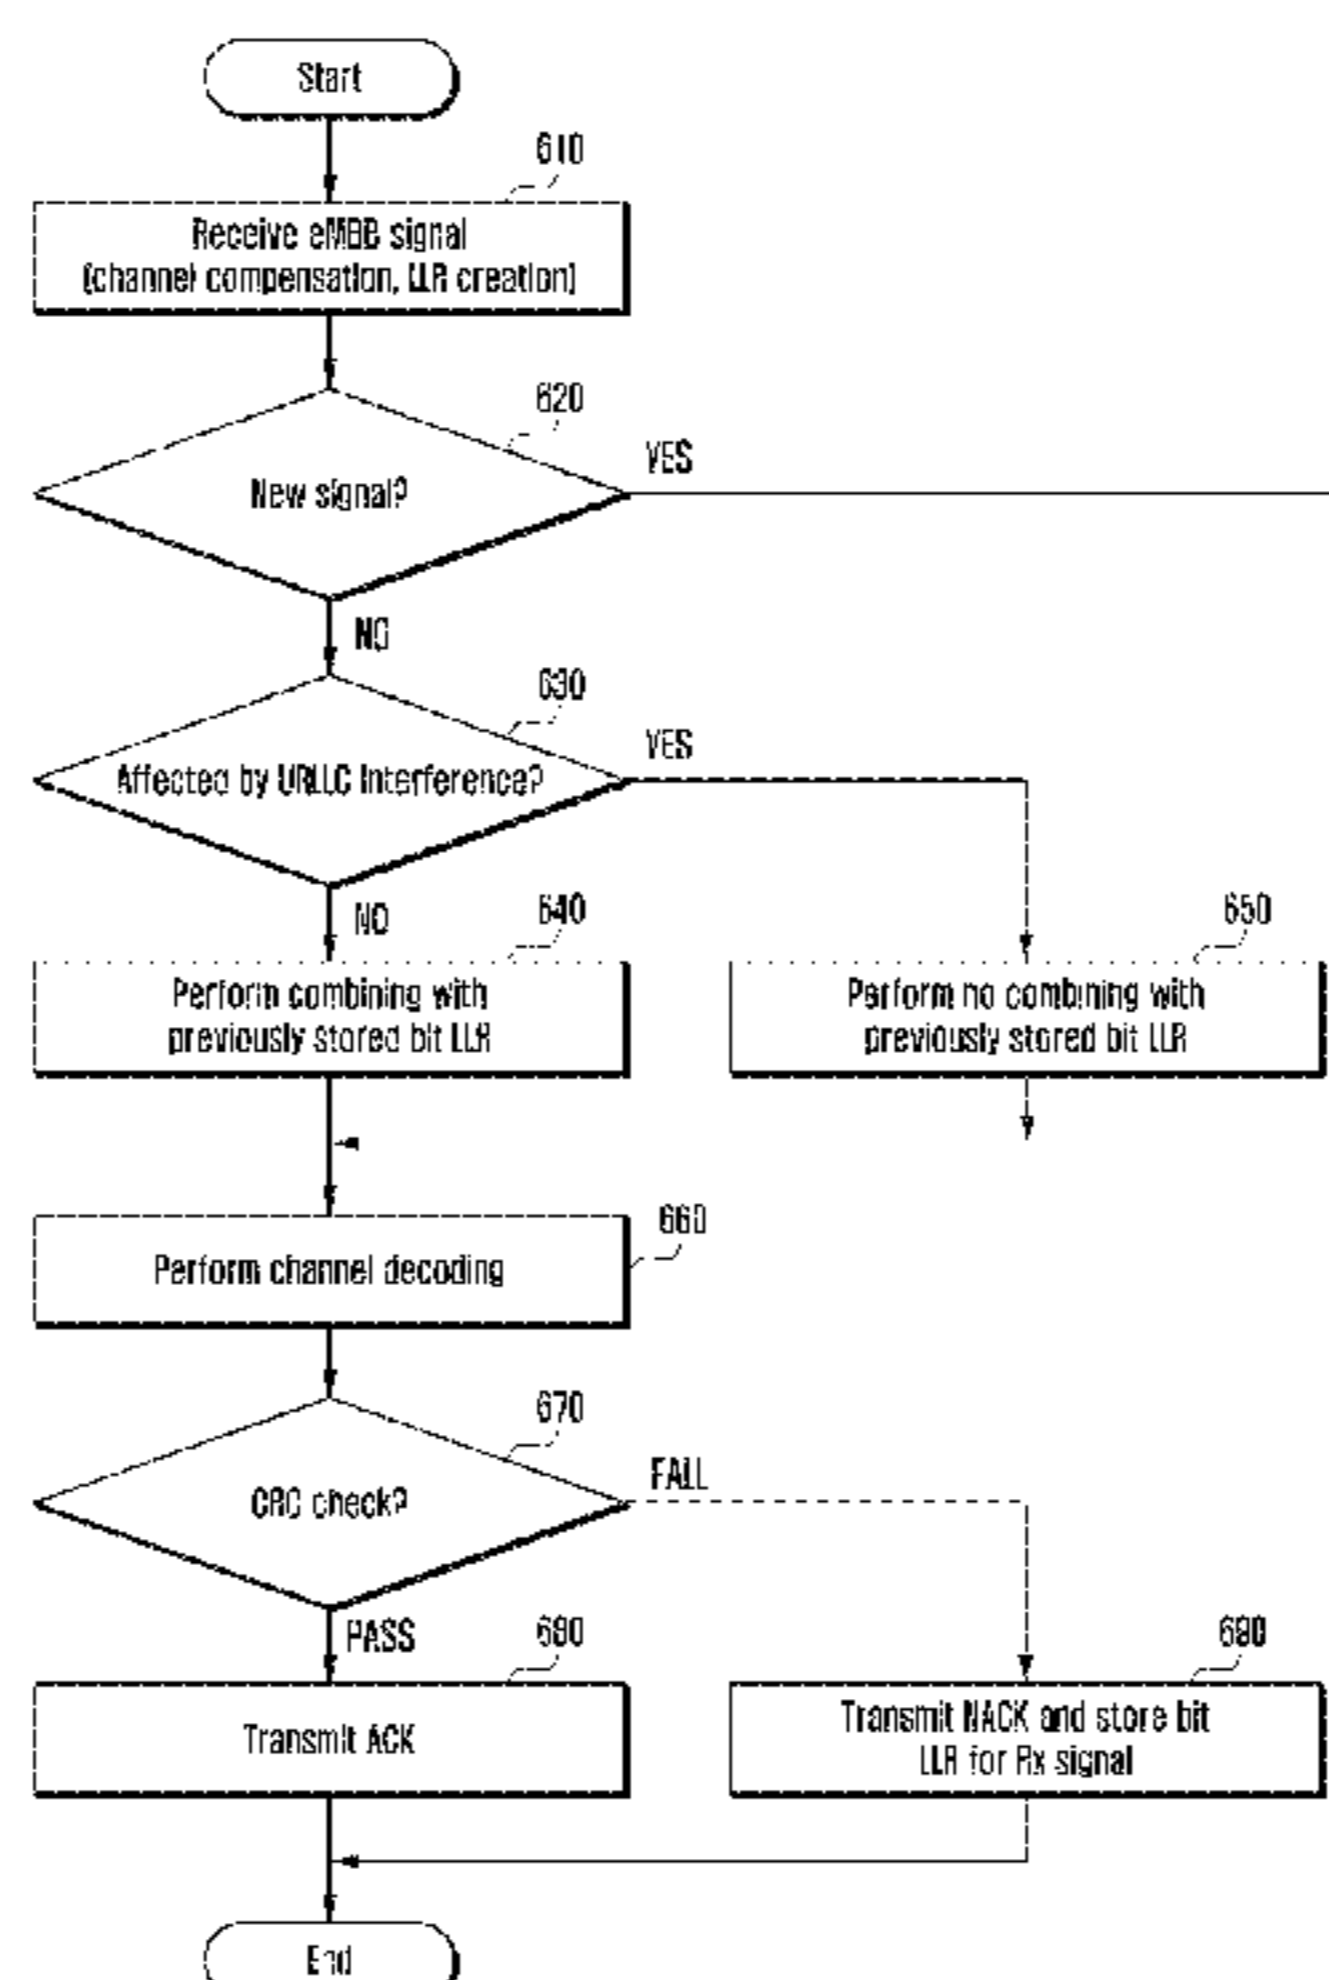 Start
610
Receive eMBB signal
(channel compensation, LLR creation)
620
New signal?
YES
NO
630
Affected by URLLC interference?
YES
NO
640
Perform combining with
previously stored bit LLR
650
Perform no combining with
previously stored bit LLR
660
Perform channel decoding
670
CRC check?
FAIL
PASS
680
Transmit ACK
690
Transmit NACK and store bit
LLR for Rx signal
End